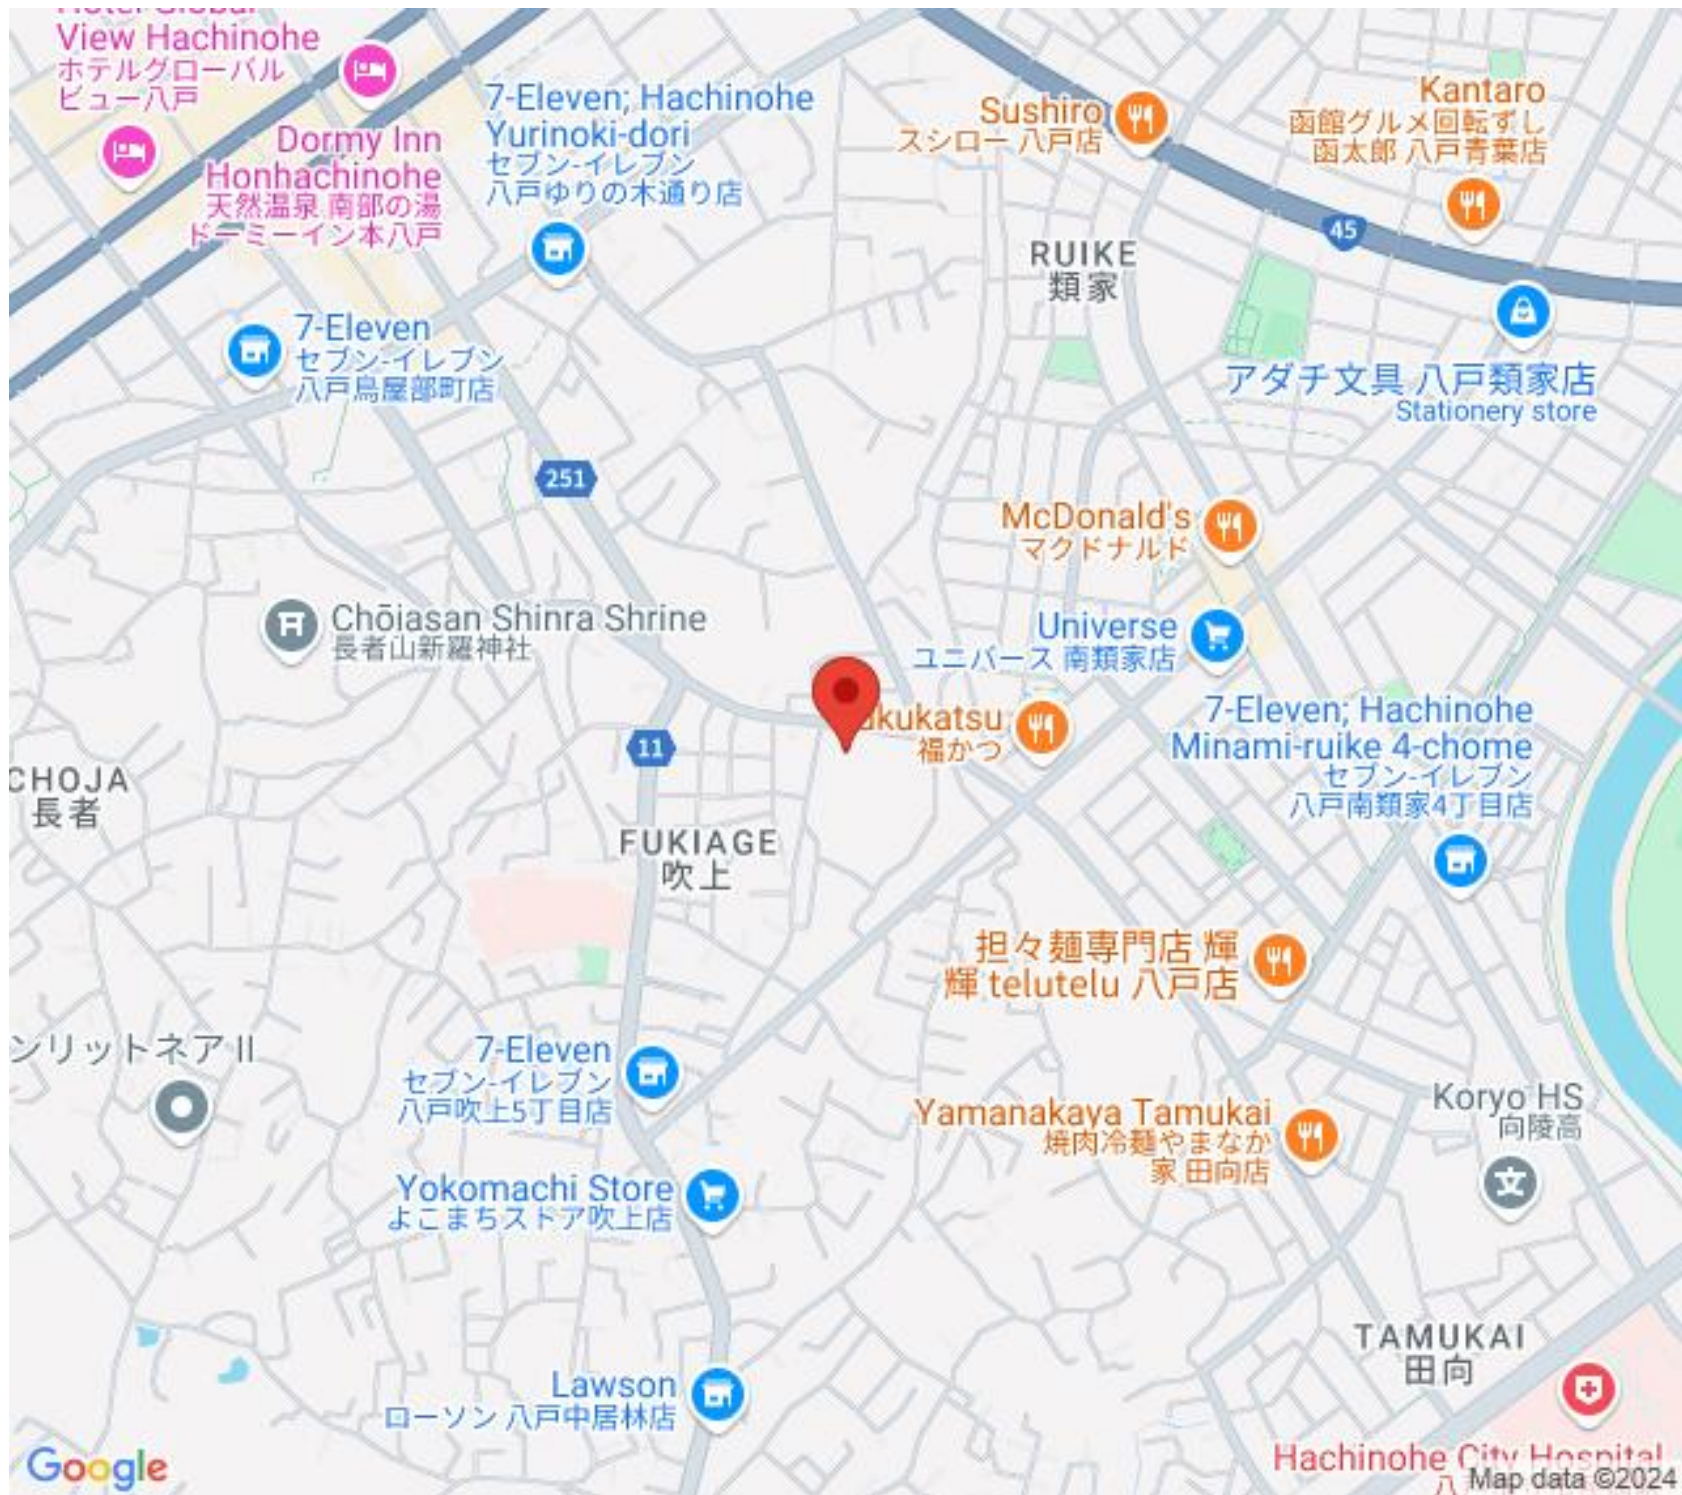 View Hachinohe
ホテルグローバル
ビュー八戸
Dormy Inn
Honhachinohe
天然温泉 南部の湯
ドーミーイン本八戸
7-Eleven; Hachinohe
Yurinoki-dori
セブン-イレブン
八戸ゆりの木通り店
Sushiro
スシロー 八戸店
Kantaro
函館グルメ回転ずし
函太郎 八戸青葉店
45
RUIKE
類家
7-Eleven
セブン-イレブン
八戸鳥屋部町店
アダチ文具 八戸類家店
Stationery store
251
McDonald's
マクドナルド
Chōjasan Shinra Shrine
長者山新羅神社
Universe
ユニバース 南類家店
ukukatsu
福かつ
7-Eleven; Hachinohe
Minami-ruike 4-chome
セブン-イレブン
八戸南類家4丁目店
11
CHOJA
長者
FUKIAGE
吹上
担々麺専門店 輝
輝 telutelu 八戸店
ンリットネア II
7-Eleven
セブン-イレブン
八戸吹上5丁目店
Koryo HS
向陵高
Yamanakaya Tamukai
焼肉冷麺やまなか
家 田向店
Yokomachi Store
よこまちストア吹上店
TAMUKAI
田向
Lawson
ローソン 八戸中居林店
Hachinohe City Hospital
Google
Map data ©2024